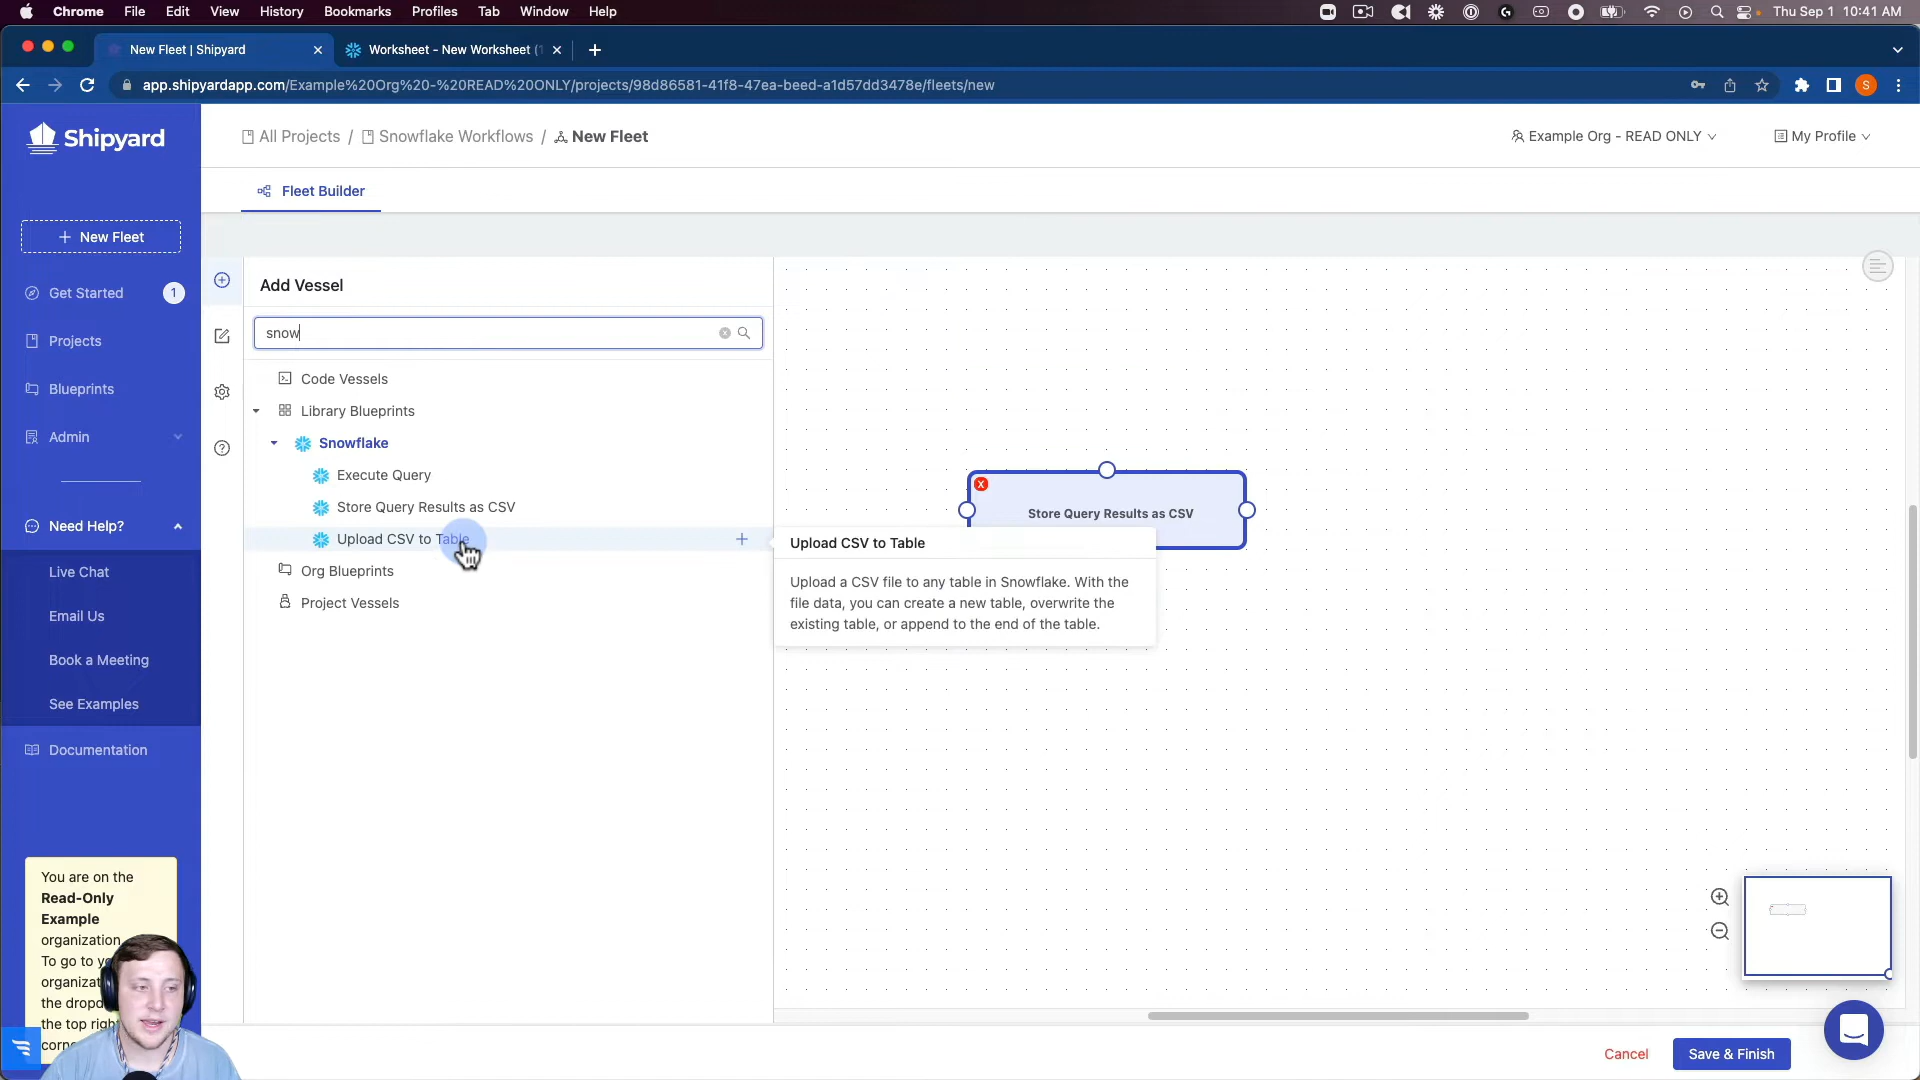 Chrome File Edit View History Bookmarks Profiles Tab Window Help Thu Sep 1 10:41 AM
New Fleet | Shipyard Worksheet - New Worksheet (
app.shipyardapp.com/Example%20Org%20-%20READ%20ONLY/projects/98d86581-41f8-47ea-beed-a1d57dd3478e/fleets/new S
Shipyard
All Projects / Snowflake Workflows / New Fleet
Example Org - READ ONLY My Profile
Fleet Builder
+ New Fleet
Get Started 1
Projects
Blueprints
Admin
Need Help?
Live Chat
Email Us
Book a Meeting
See Examples
Documentation
You are on the
Read-Only
Example
organization.
To go to
organizat
the dropd
the top righ
corn
Add Vessel
snow
Code Vessels
Library Blueprints
Snowflake
Execute Query
Store Query Results as CSV
Upload CSV to Table +
Org Blueprints
Project Vessels
X
Store Query Results as CSV
Upload CSV to Table
Upload a CSV file to any table in Snowflake. With the
file data, you can create a new table, overwrite the
existing table, or append to the end of the table.
Cancel Save & Finish